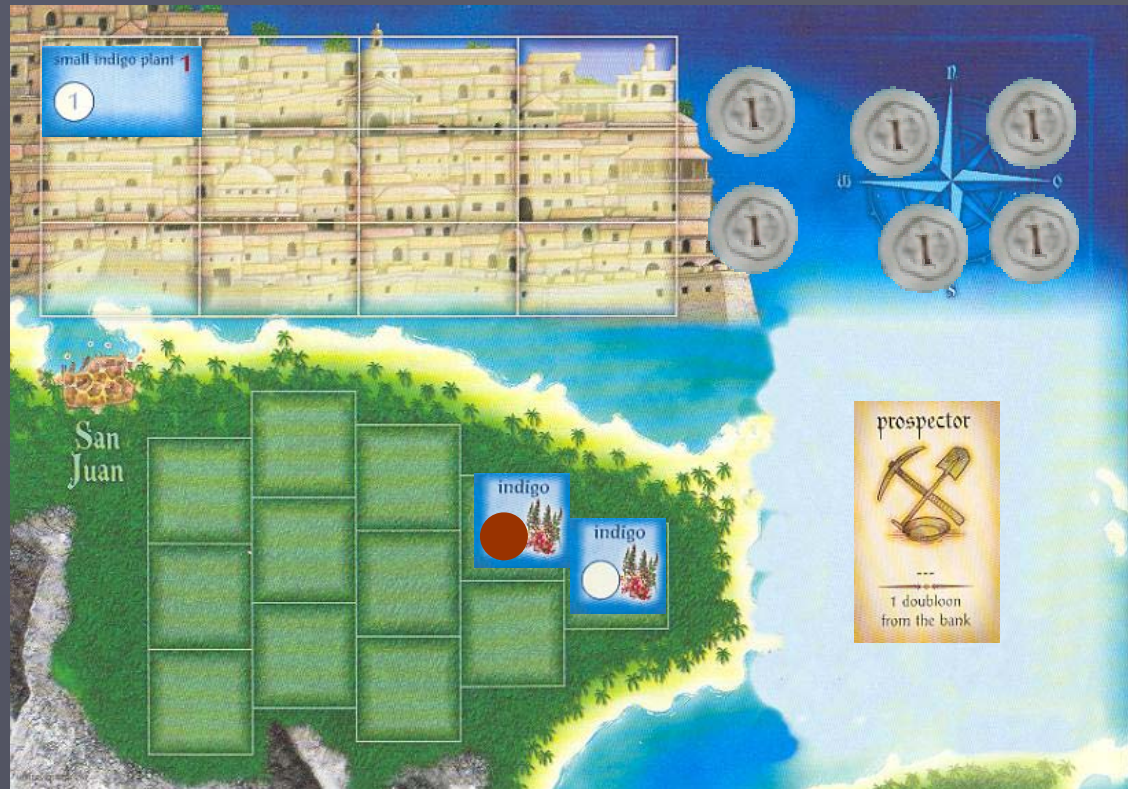 small indigo plant 1
1
1
1
1
1
1
1
N
W
O
S
San
Juan
indigo
indigo
prospector
---
1 doubloon
from the bank